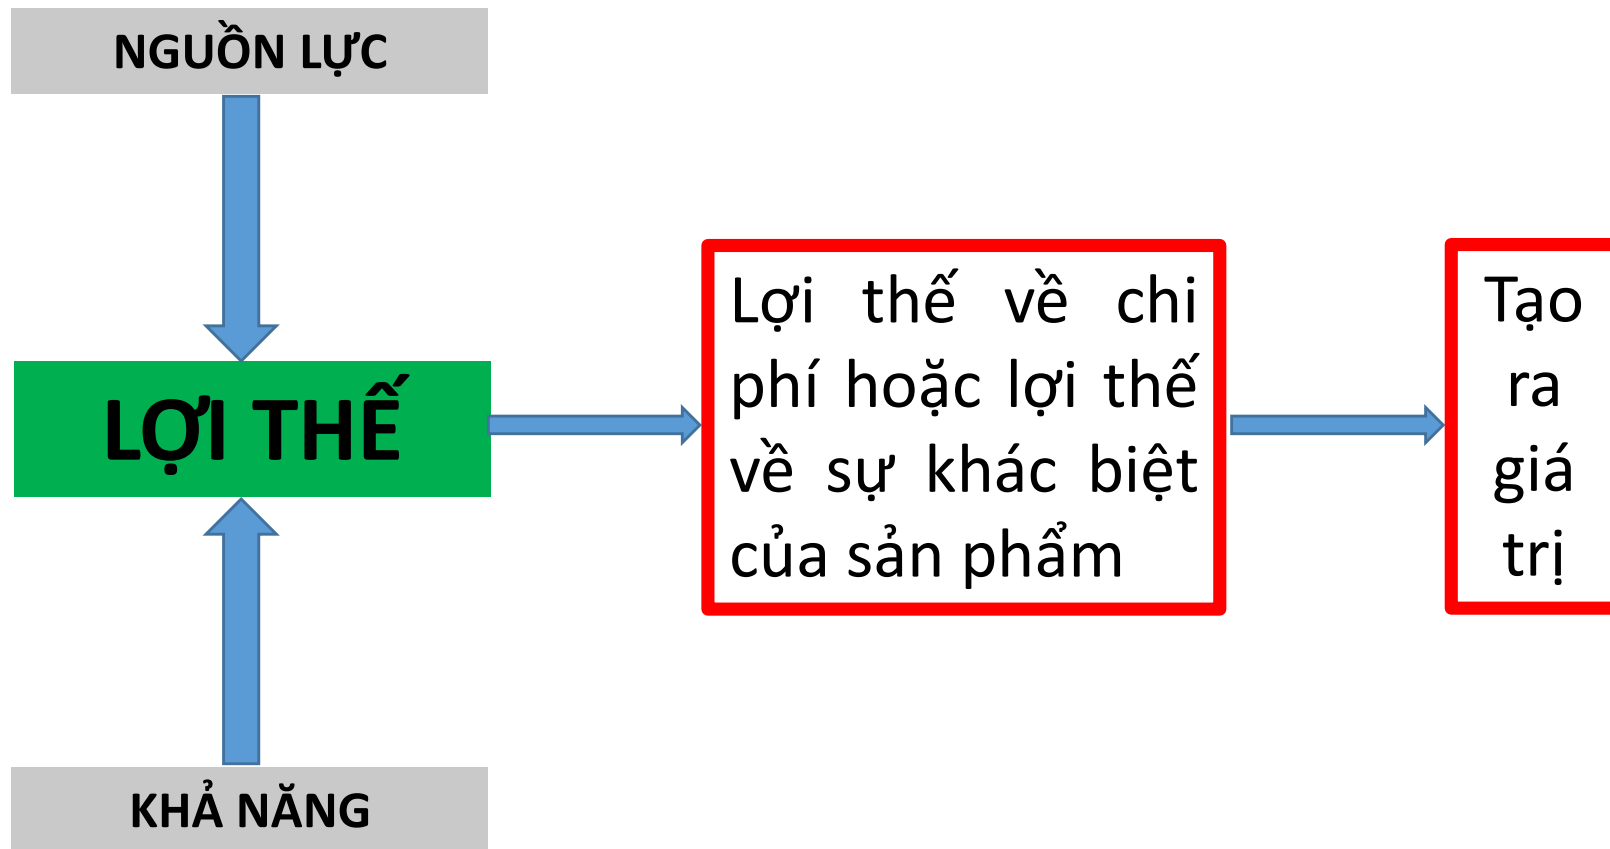 NGUỒN LỰC
LỢI THẾ
KHẢ NĂNG
Lợi thế về chi
phí hoặc lợi thế
về sự khác biệt
của sản phẩm
Tạo
ra
giá
trị